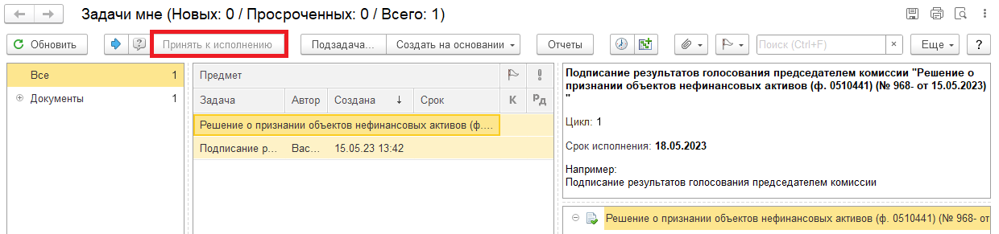 Задачи мне (Новых: 0 / Просроченных: 0 / Всего: 1)
Обновить
Принять к исполнению
Подзадача...
Создать на основании
Отчеты
Поиск (Ctrl+F)
×
Еще
?
Все 1
Документы 1
Предмет
Задача Автор Создана ↓ Срок К Рд
Решение о признании объектов нефинансовых активов (ф....
Подписание р... Вас... 15.05.23 13:42
Подписание результатов голосования председателем комиссии "Решение о
признании объектов нефинансовых активов (ф. 0510441) (№ 968- от 15.05.2023)
"
Цикл: 1
Срок исполнения: 18.05.2023
Например:
Подписание результатов голосования председателем комиссии
Решение о признании объектов нефинансовых активов (ф. 0510441) (№ 968- от